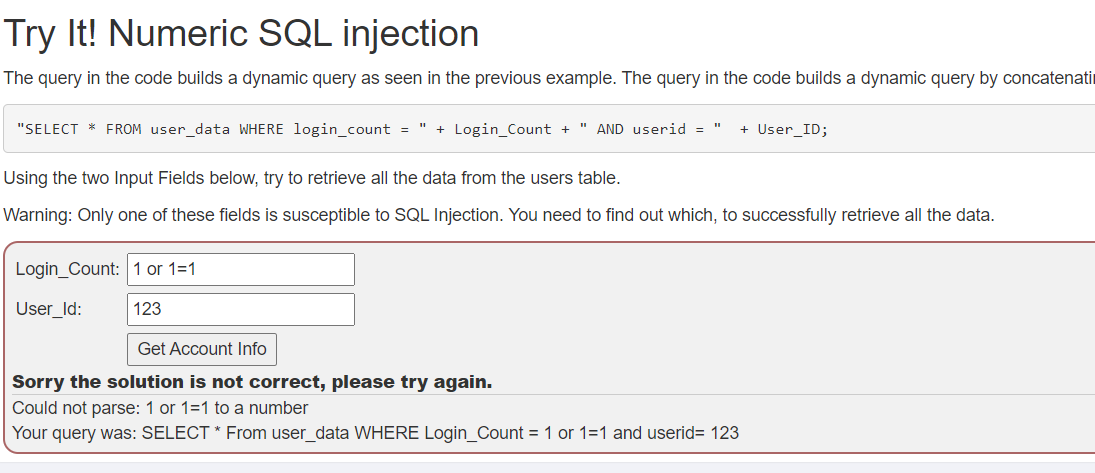 Try It! Numeric SQL injection
The query in the code builds a dynamic query as seen in the previous example. The query in the code builds a dynamic query by concatenati
"SELECT * FROM user_data WHERE login_count = " + Login_Count + " AND userid = "  + User_ID;
Using the two Input Fields below, try to retrieve all the data from the users table.
Warning: Only one of these fields is susceptible to SQL Injection. You need to find out which, to successfully retrieve all the data.
Login_Count: 1 or 1=1
User_Id: 123
Get Account Info
Sorry the solution is not correct, please try again.
Could not parse: 1 or 1=1 to a number
Your query was: SELECT * From user_data WHERE Login_Count = 1 or 1=1 and userid= 123